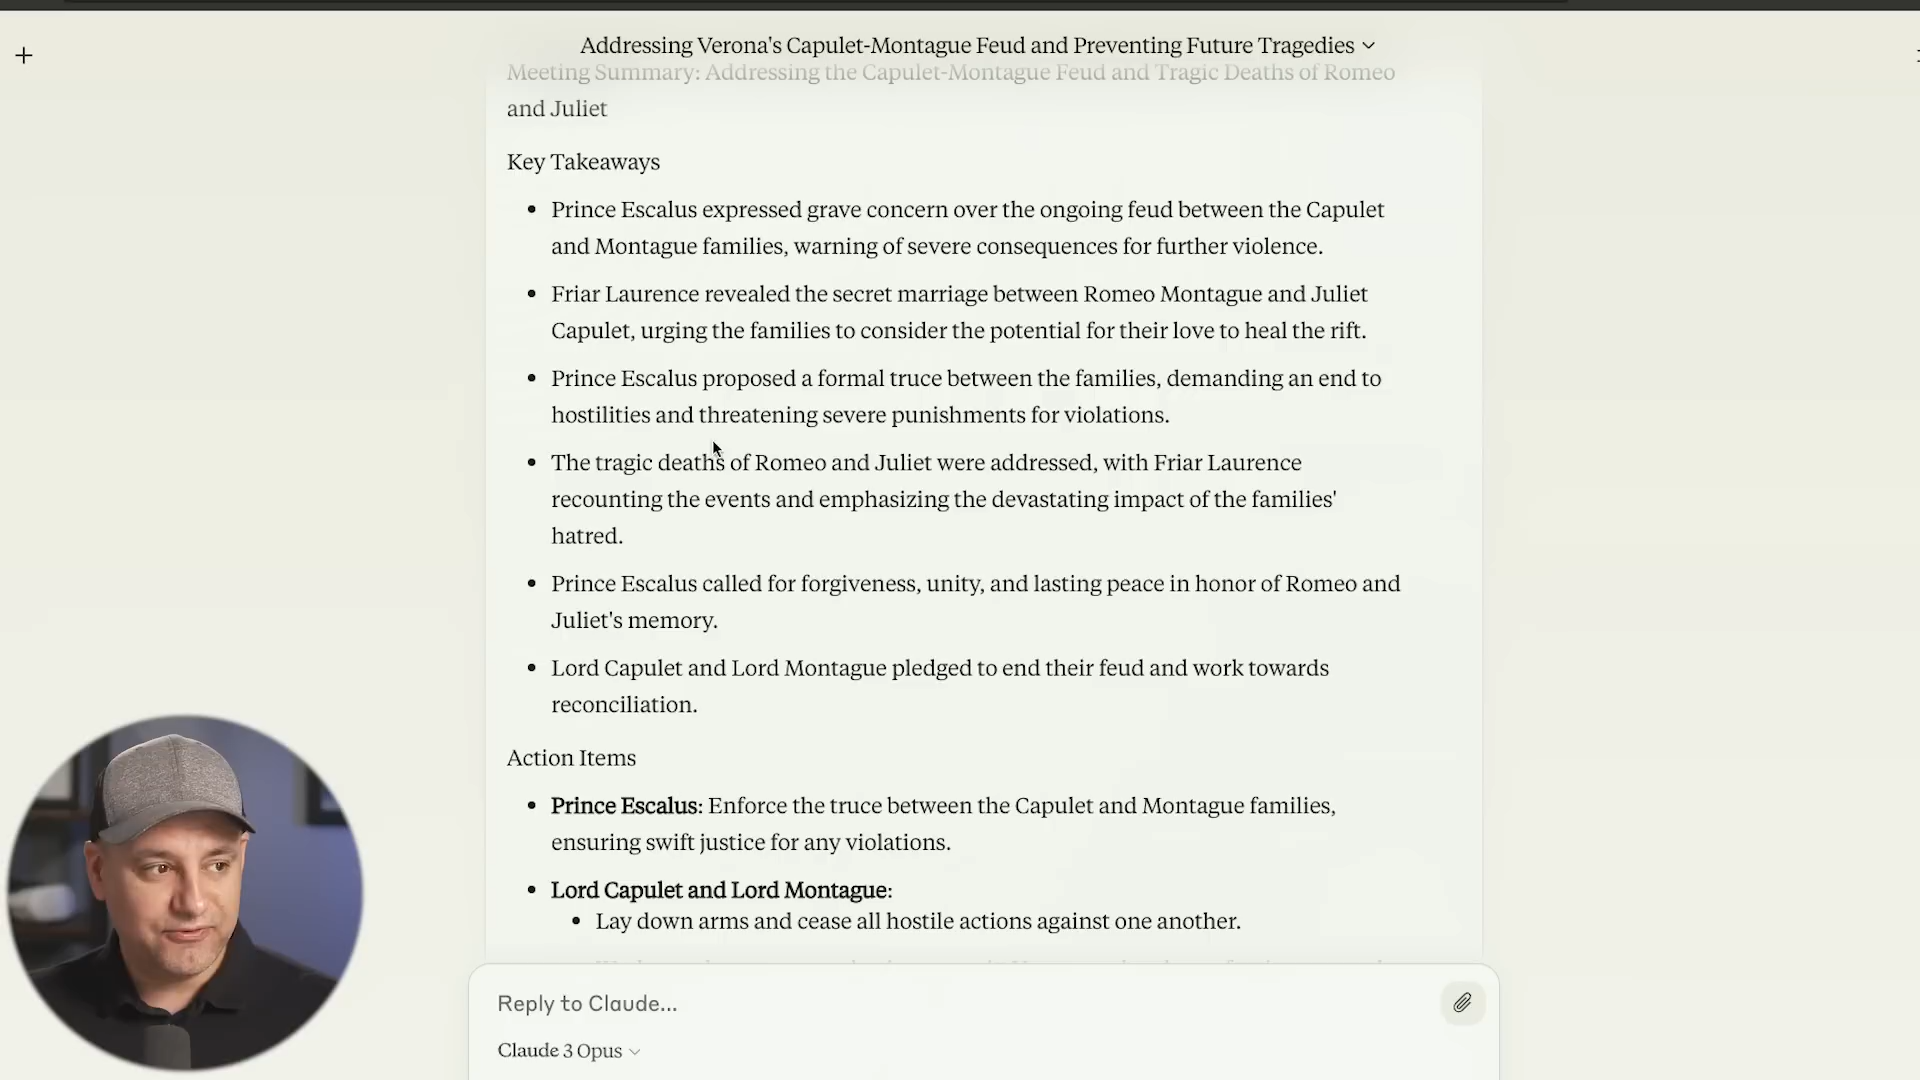 Addressing Verona's Capulet-Montague Feud and Preventing Future Tragedies
Meeting Summary: Addressing the Capulet-Montague Feud and Tragic Deaths of Romeo
and Juliet
Key Takeaways
• Prince Escalus expressed grave concern over the ongoing feud between the Capulet
and Montague families, warning of severe consequences for further violence.
• Friar Laurence revealed the secret marriage between Romeo Montague and Juliet
Capulet, urging the families to consider the potential for their love to heal the rift.
• Prince Escalus proposed a formal truce between the families, demanding an end to
hostilities and threatening severe punishments for violations.
• The tragic deaths of Romeo and Juliet were addressed, with Friar Laurence
recounting the events and emphasizing the devastating impact of the families'
hatred.
• Prince Escalus called for forgiveness, unity, and lasting peace in honor of Romeo and
Juliet's memory.
• Lord Capulet and Lord Montague pledged to end their feud and work towards
reconciliation.
Action Items
• Prince Escalus: Enforce the truce between the Capulet and Montague families,
ensuring swift justice for any violations.
• Lord Capulet and Lord Montague:
• Lay down arms and cease all hostile actions against one another.
Reply to Claude...
Claude 3 Opus